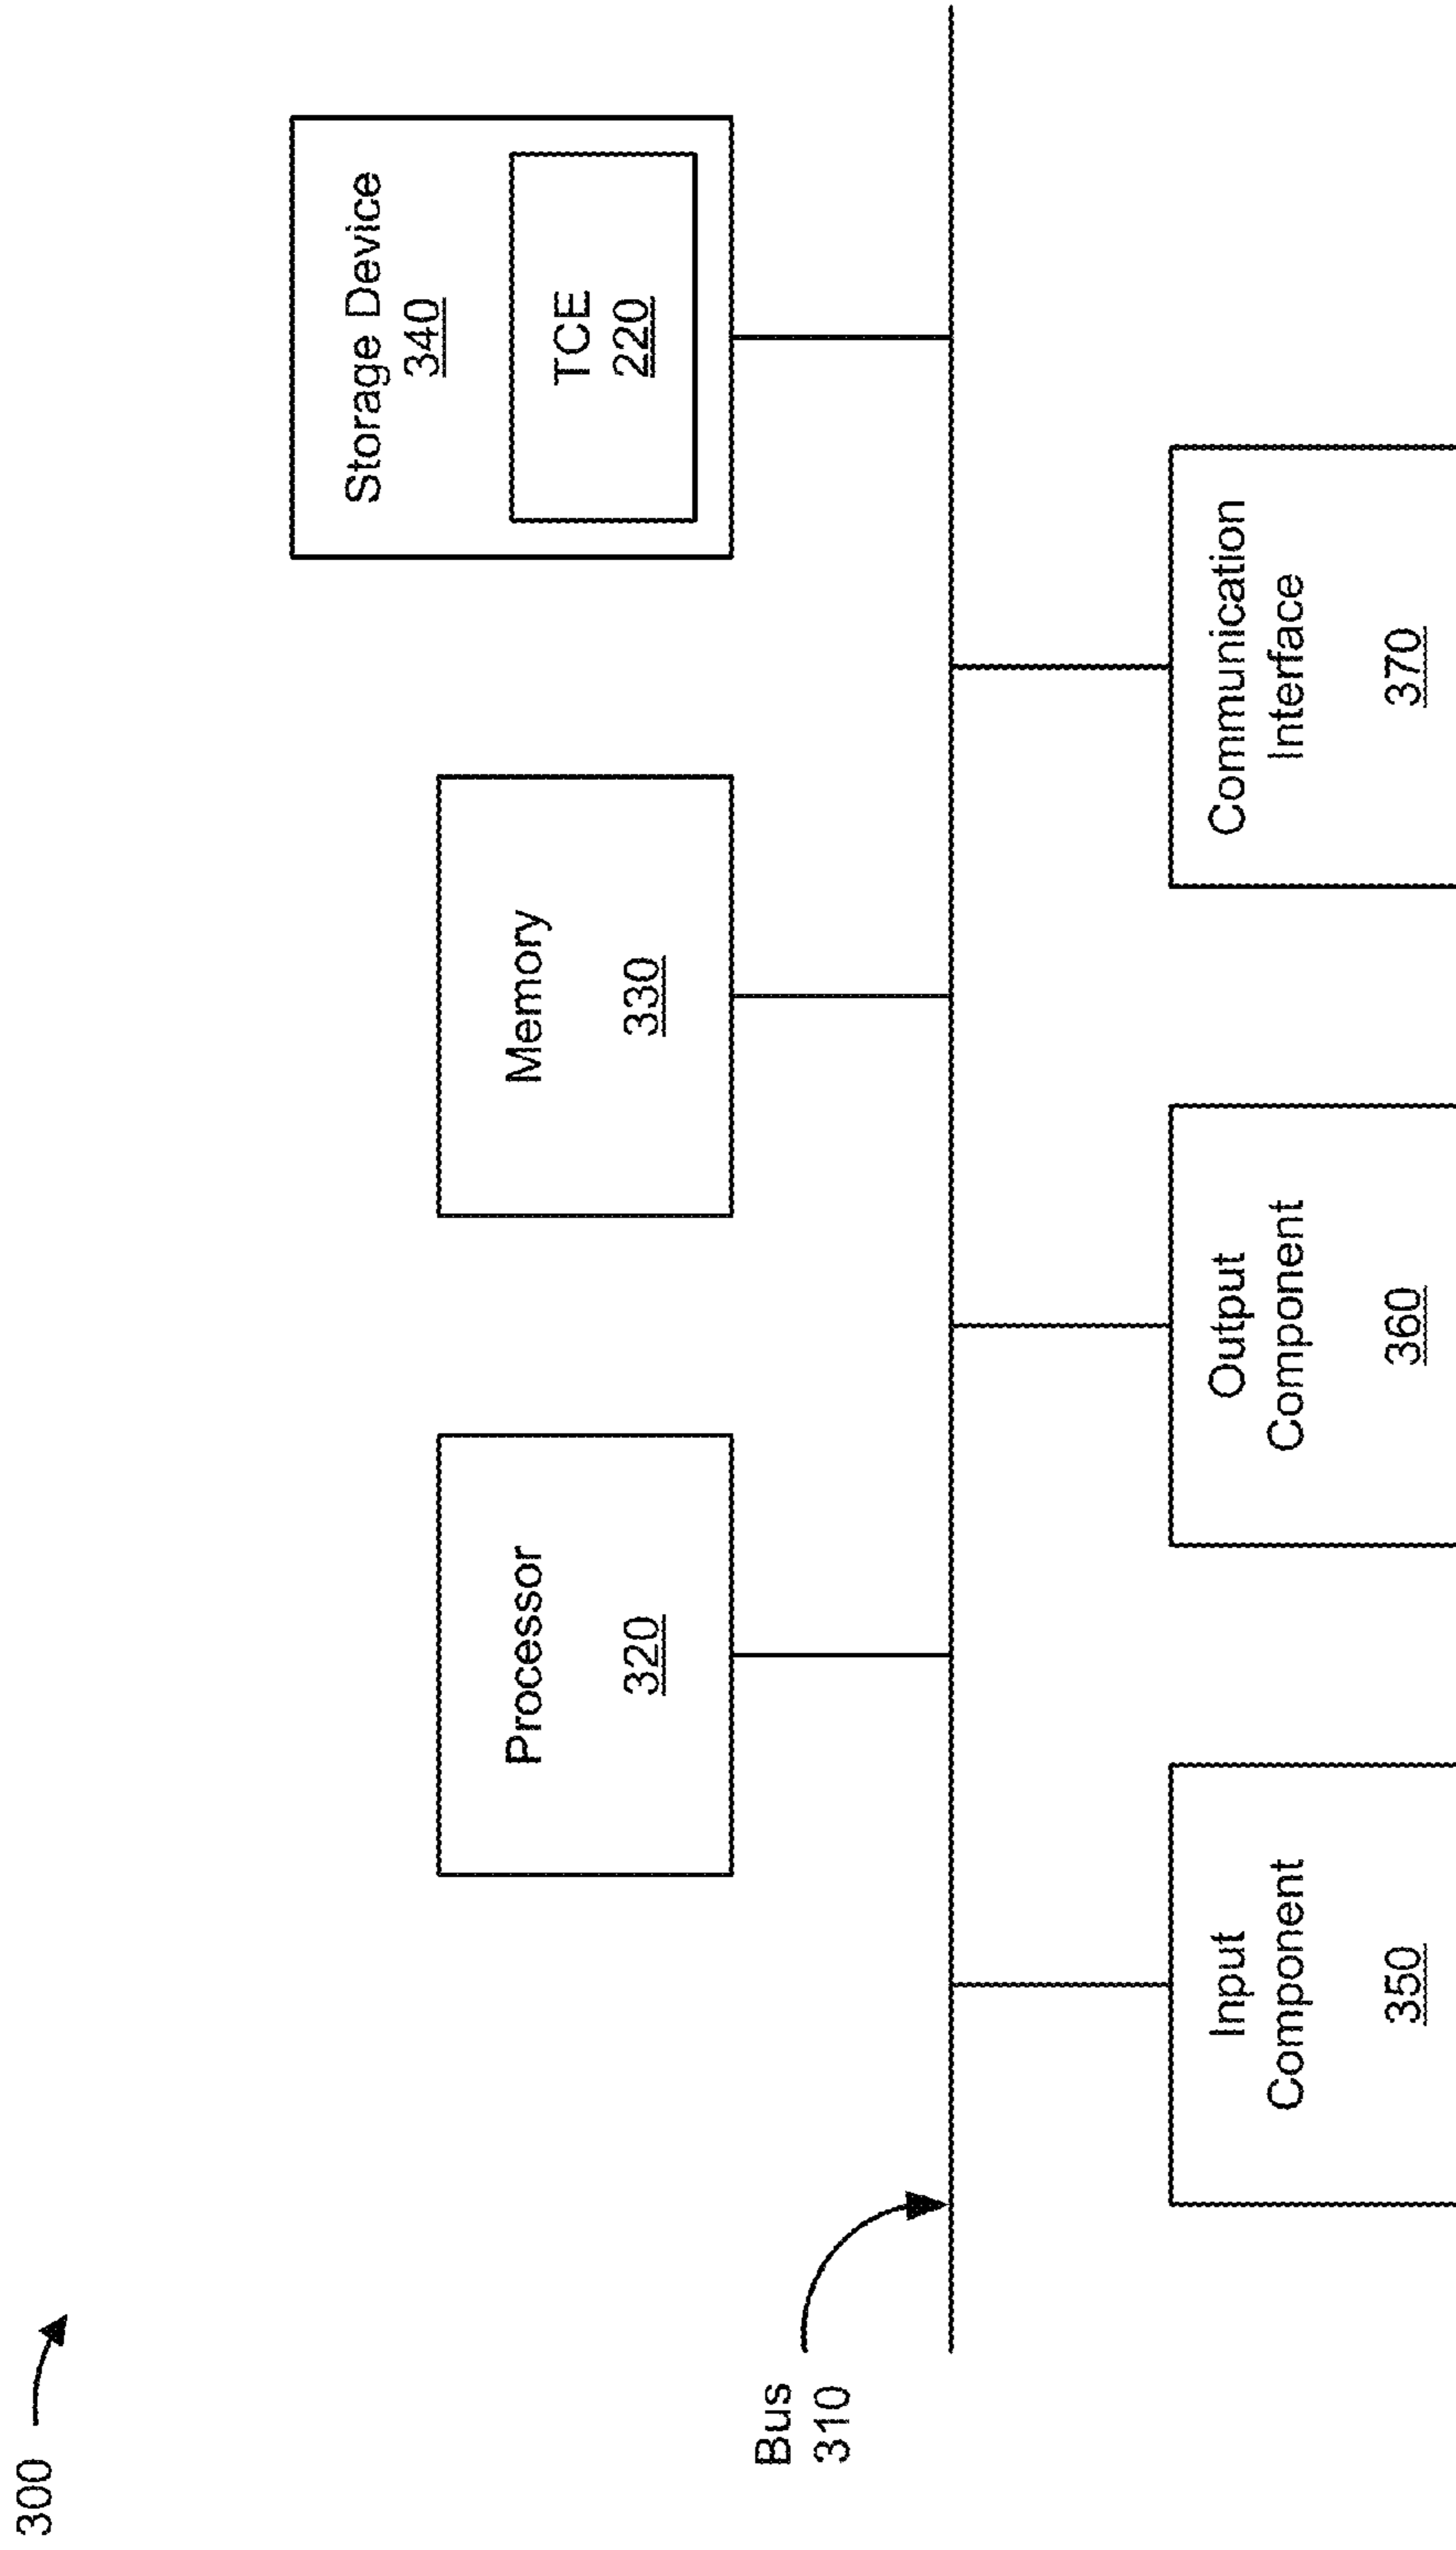 300
Storage Device
340
TCE
220
Memory
330
Processor
320
Bus
310
Input
Component
350
Output
Component
360
Communication
Interface
370